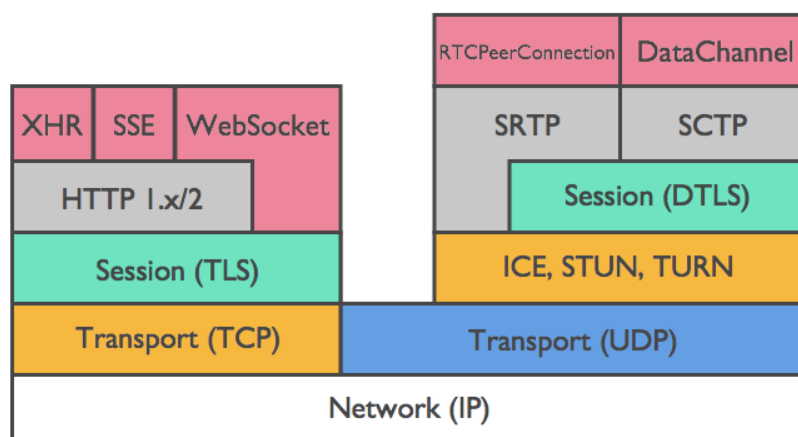 RTCPeerConnection DataChannel
XHR SSE WebSocket SRTP SCTP
HTTP 1.x/2 Session (DTLS)
Session (TLS) ICE, STUN, TURN
Transport (TCP) Transport (UDP)
Network (IP)